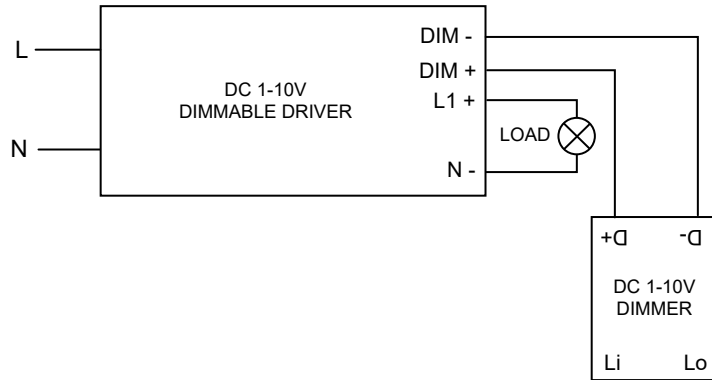 L
N
DC 1-10V
DIMMABLE DRIVER
DIM -
DIM +
L1 +
N -
LOAD
D+
D-
DC 1-10V
DIMMER
Li
Lo